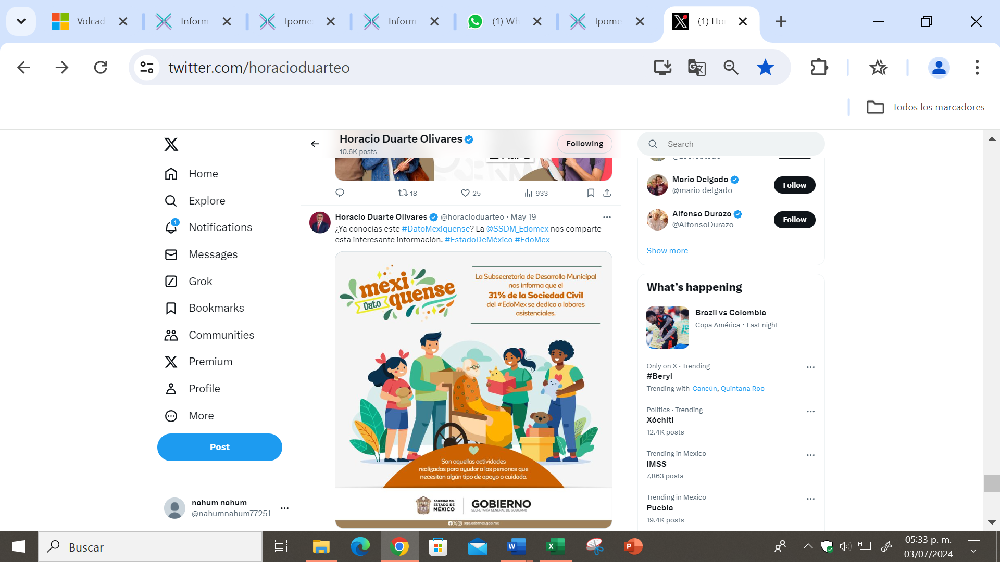 Volcad
Inform
Ipome
Inform
(1) Wh
Ipome
(1) Ho
twitter.com/horacioduarteo
Todos los marcadores
Home
Explore
1
Notifications
Messages
Grok
Bookmarks
Communities
Premium
Profile
More
Post
nahum nahum
@nahumnahum77251
Horacio Duarte Olivares
10.6K posts
Following
18
25
933
Horacio Duarte Olivares @horacioduarteo · May 19
¿Ya conocías este #DatoMexiquense? La @SSDM_Edomex nos comparte
esta interesante información. #EstadoDeMéxico #EdoMex
Dato
mexi
quense
La Subsecretaría de Desarrollo Municipal
nos informa que el
31% de la Sociedad Civil
del #EdoMex se dedica a labores
asistenciales.
Son aquellas actividades
realizadas para ayudar a las personas que
necesitan algún tipo de apoyo o cuidado.
GOBIERNO DEL
ESTADO DE
MÉXICO
GOBIERNO
SECRETARÍA GENERAL DE GOBIERNO
sgg.edomex.gob.mx
Search
Mario Delgado
@mario_delgado
Follow
Alfonso Durazo
@AlfonsoDurazo
Follow
Show more
What's happening
Brazil vs Colombia
Copa América · Last night
Only on X · Trending
#Beryl
Trending with Cancún, Quintana Roo
Politics · Trending
Xóchitl
12.4K posts
Trending in Mexico
IMSS
7,863 posts
Trending in Mexico
Puebla
19.4K posts
Buscar
05:33 p. m.
03/07/2024